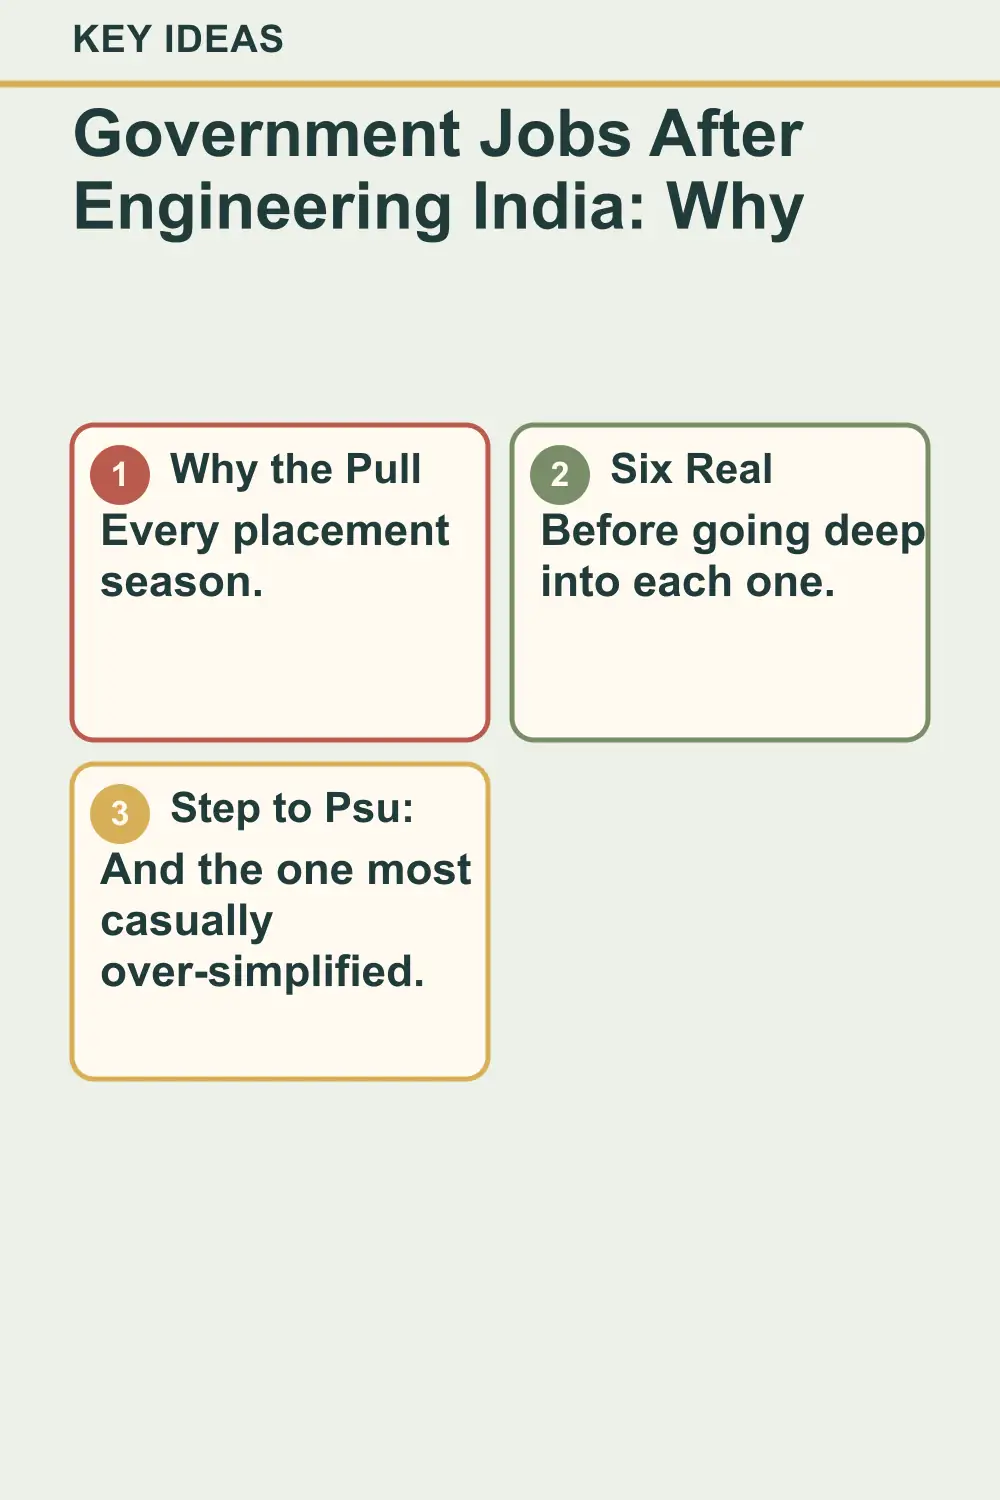 KEY IDEAS
Government Jobs After
Engineering India: Why
1
Why the Pull
Every placement
season.
2
Six Real
Before going deep
into each one.
3
Step to Psu:
And the one most
casually
over-simplified.